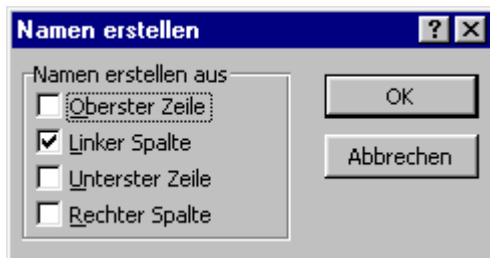 Namen erstellen
Namen erstellen aus
Oberster Zeile
Linker Spalte
Unterster Zeile
Rechter Spalte
OK
Abbrechen